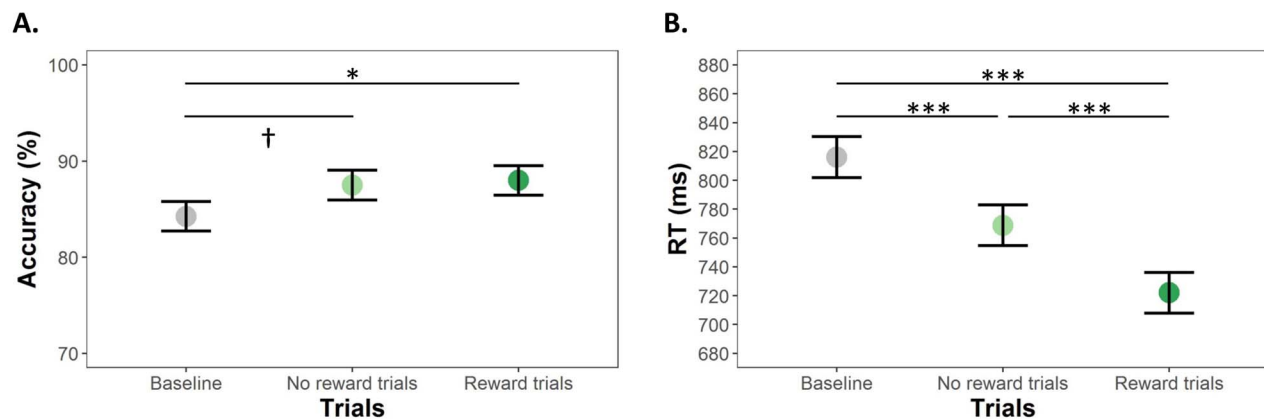 A.
100
90
80
70
Accuracy (%)
*
†
Baseline
No reward trials
Reward trials
Trials
B.
880
860
840
820
800
780
760
740
720
700
680
RT (ms)
***
***
***
Baseline
No reward trials
Reward trials
Trials